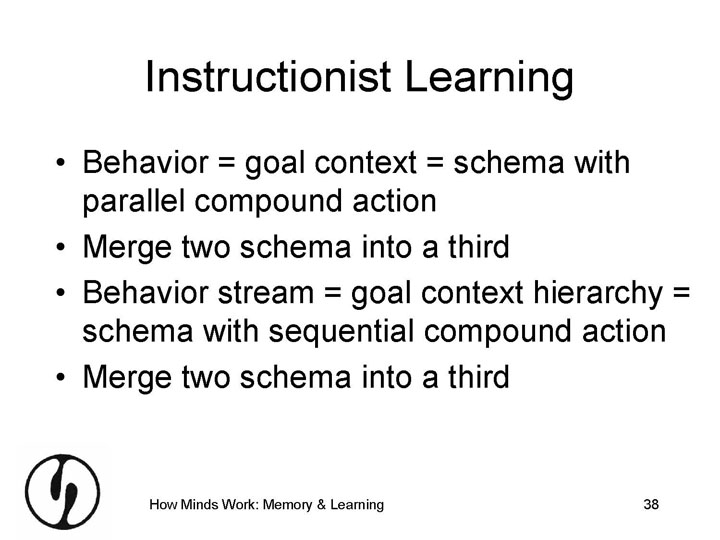 Instructionist Learning
• Behavior = goal context = schema with
parallel compound action
• Merge two schema into a third
• Behavior stream = goal context hierarchy =
schema with sequential compound action
• Merge two schema into a third
How Minds Work: Memory & Learning
38